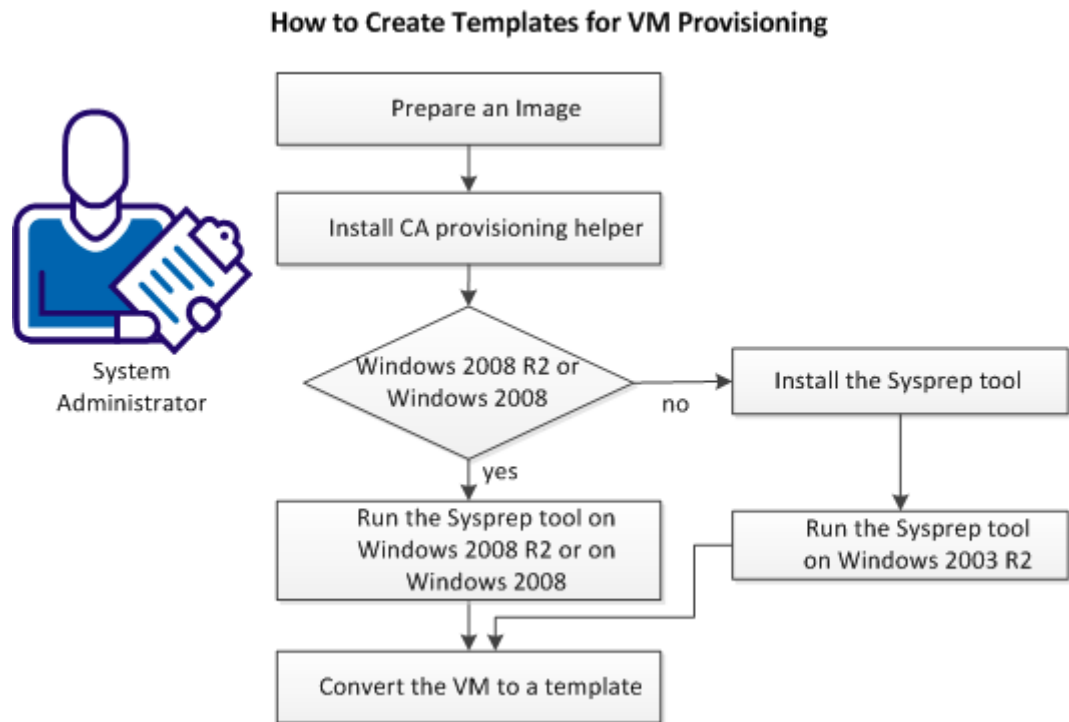 How to Create Templates for VM Provisioning
Prepare an Image
Install CA provisioning helper
System
Administrator
Windows 2008 R2 or
Windows 2008
no
Install the Sysprep tool
yes
Run the Sysprep tool on
Windows 2008 R2 or on
Windows 2008
Run the Sysprep tool
on Windows 2003 R2
Convert the VM to a template